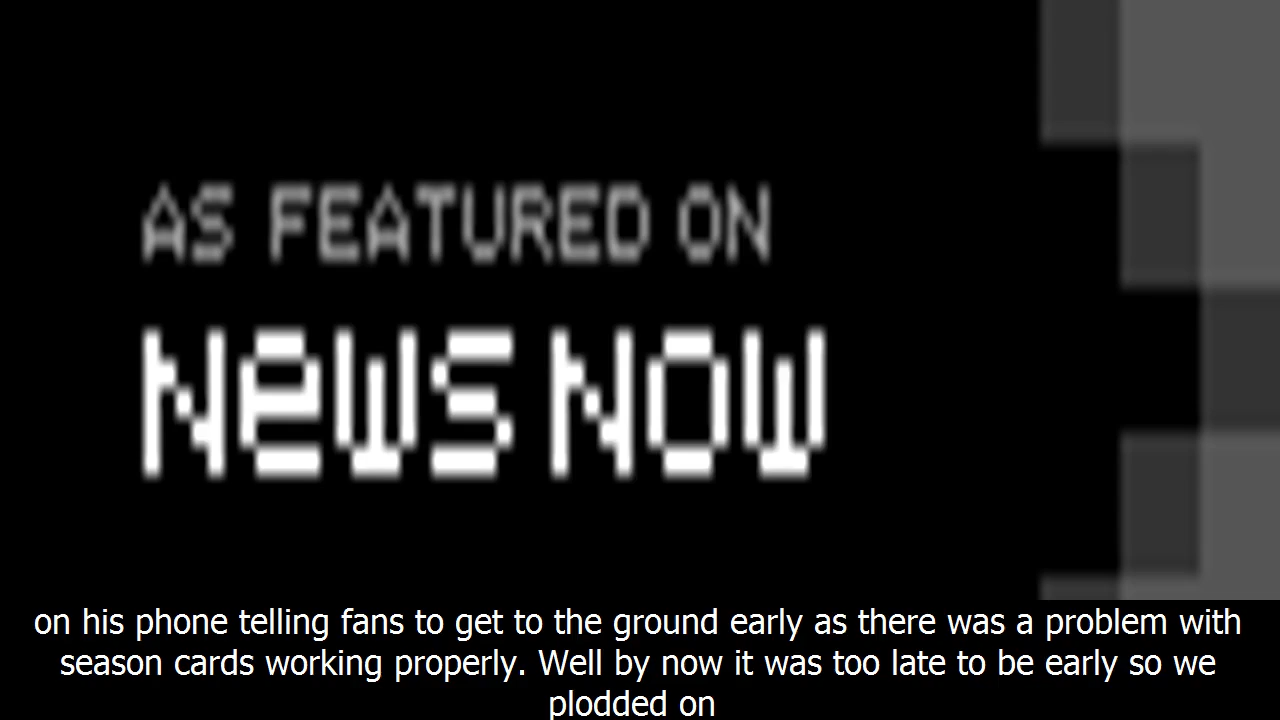 AS FEATURED ON
NEWS NOW
on his phone telling fans to get to the ground early as there was a problem with
season cards working properly. Well by now it was too late to be early so we
plodded on